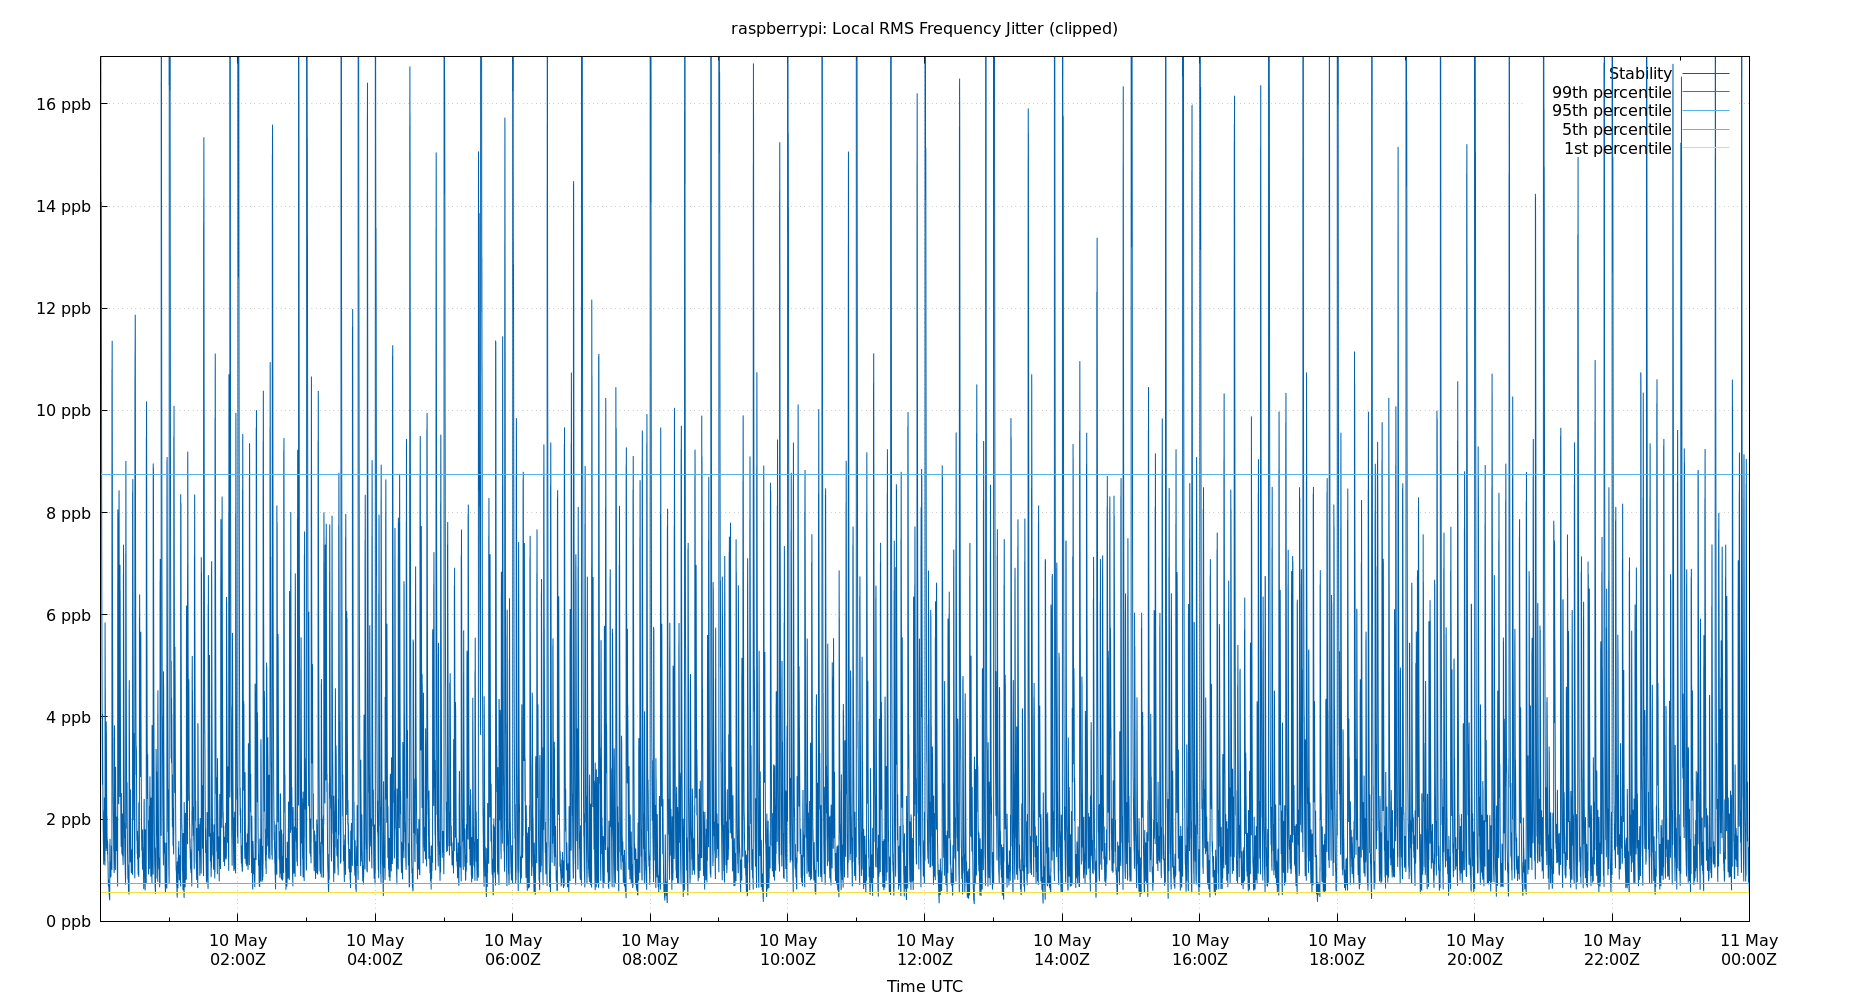 raspberrypi: Local RMS Frequency Jitter (clipped)
Stability
99th percentile
95th percentile
5th percentile
1st percentile
16 ppb
14 ppb
12 ppb
10 ppb
8 ppb
6 ppb
4 ppb
2 ppb
0 ppb
10 May 10 May 10 May 10 May 10 May 10 May 10 May 10 May 10 May 10 May 10 May 11 May
02:00Z 04:00Z 06:00Z 08:00Z 10:00Z 12:00Z 14:00Z 16:00Z 18:00Z 20:00Z 22:00Z 00:00Z
Time UTC